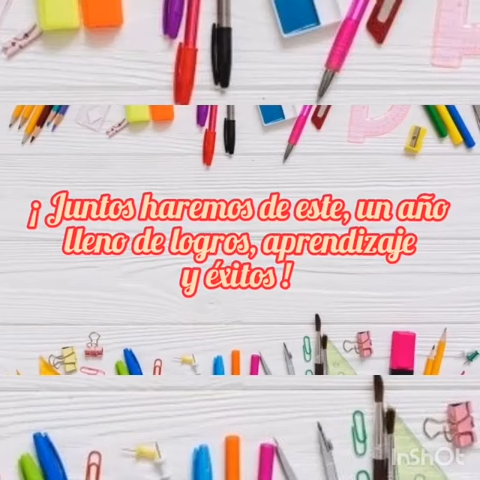 ¡ Juntos haremos de este, un año
lleno de logros, aprendizaje
y éxitos !
InShOt